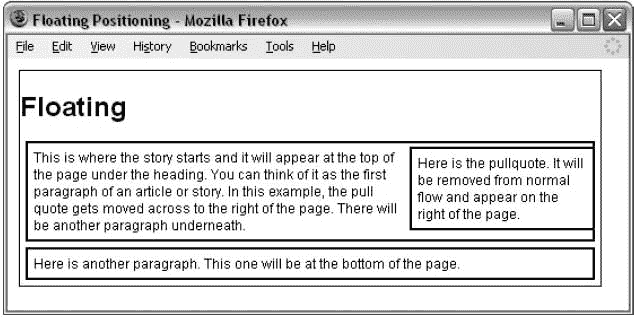 Floating Positioning - Mozilla Firefox
File Edit View History Bookmarks Tools Help
Floating
This is where the story starts and it will appear at the top of
the page under the heading. You can think of it as the first
paragraph of an article or story. In this example, the pull
quote gets moved across to the right of the page. There will
be another paragraph underneath.
Here is the pullquote. It will
be removed from normal
flow and appear on the
right of the page.
Here is another paragraph. This one will be at the bottom of the page.